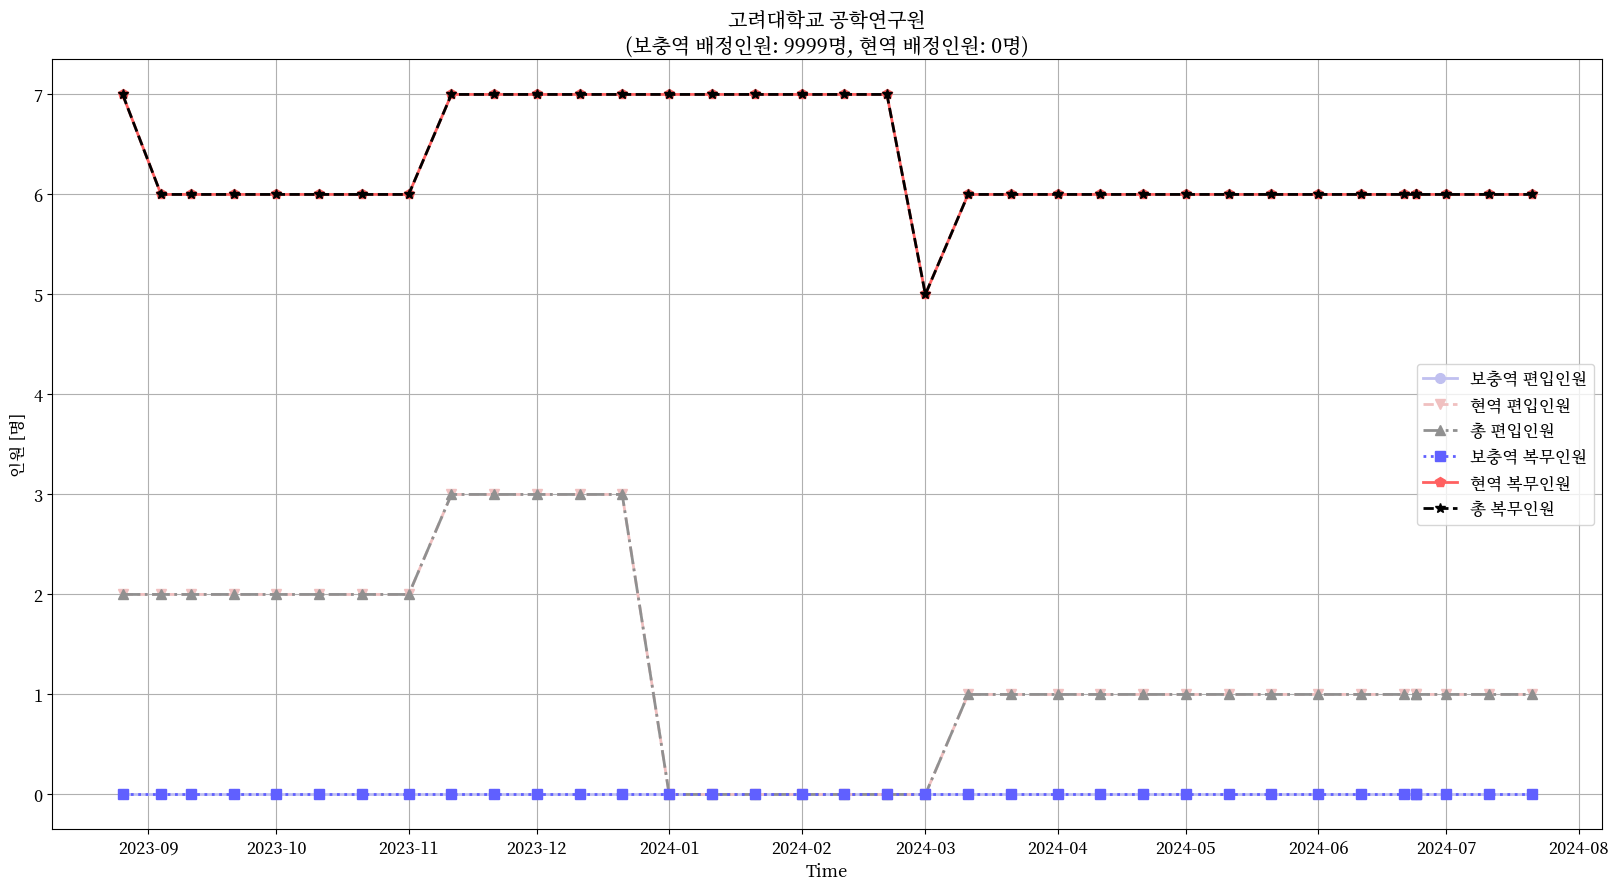 고려대학교 공학연구원
(보충역 배정인원: 9999명, 현역 배정인원: 0명)
7
6
5
4
3
2
1
0
인원 [명]
보충역 편입인원
현역 편입인원
총 편입인원
보충역 복무인원
현역 복무인원
총 복무인원
2023-09
2023-10
2023-11
2023-12
2024-01
2024-02
2024-03
2024-04
2024-05
2024-06
2024-07
2024-08
Time